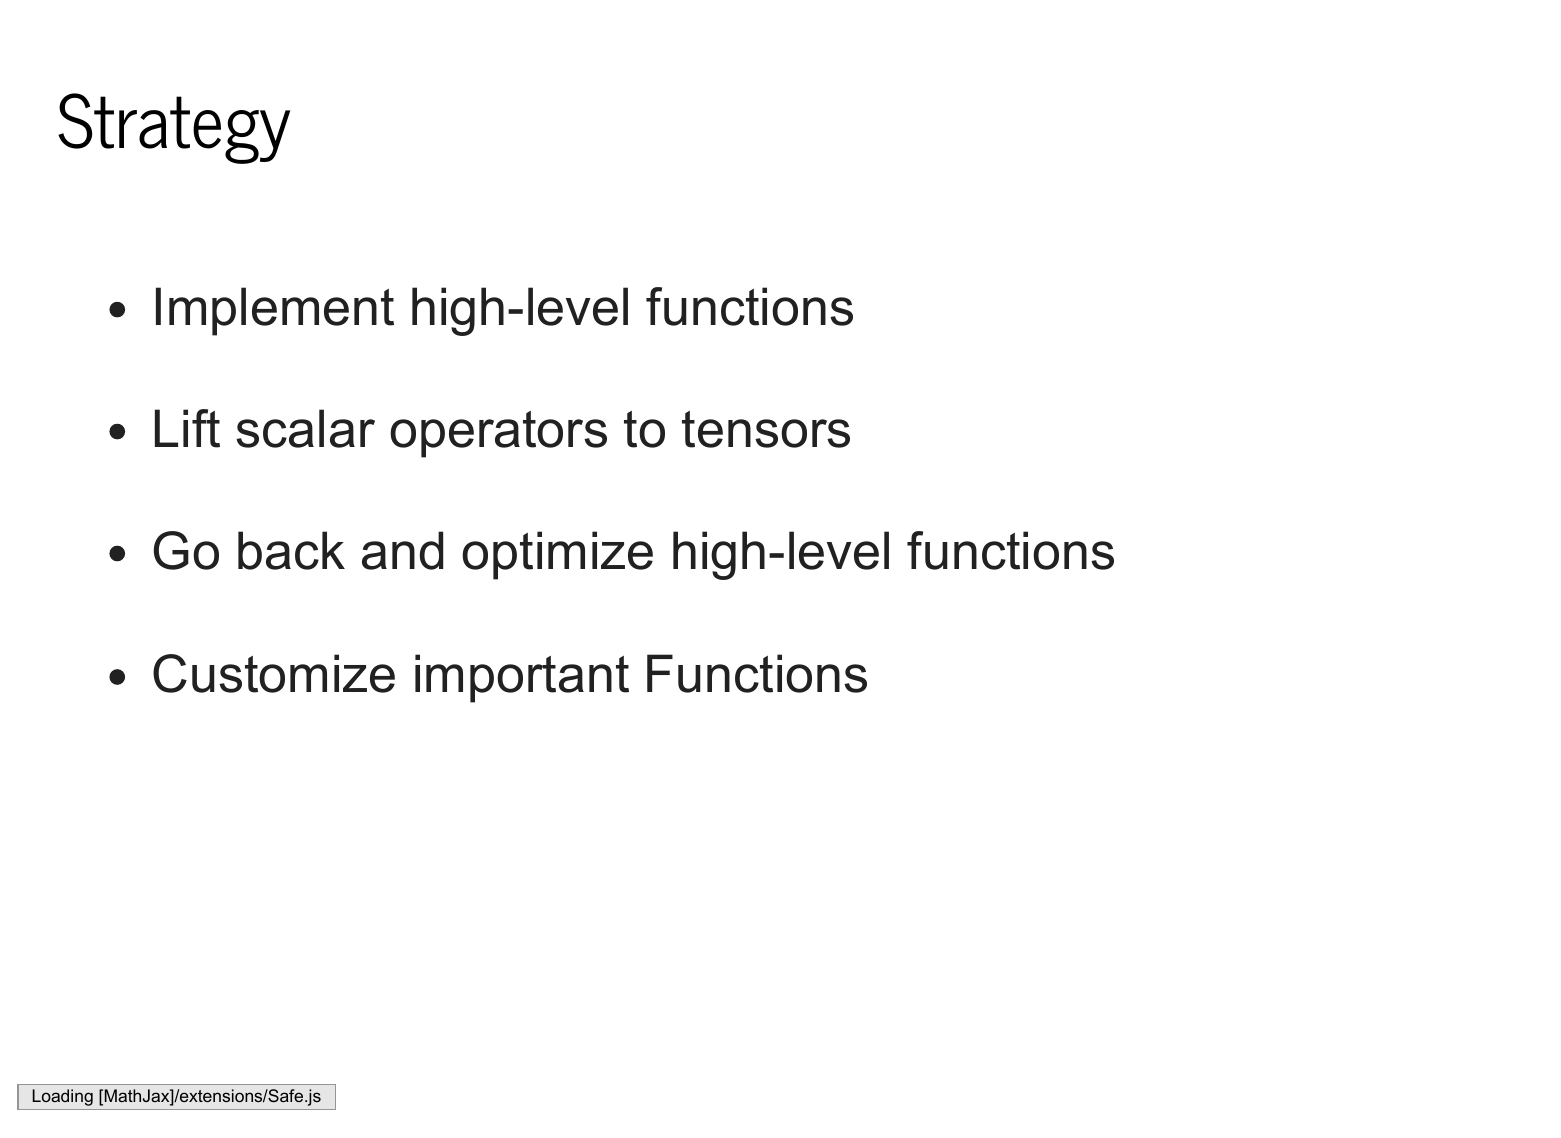 Strategy
• Implement high-level functions
• Lift scalar operators to tensors
• Go back and optimize high-level functions
• Customize important Functions
Loading [MathJax]/extensions/Safe.js